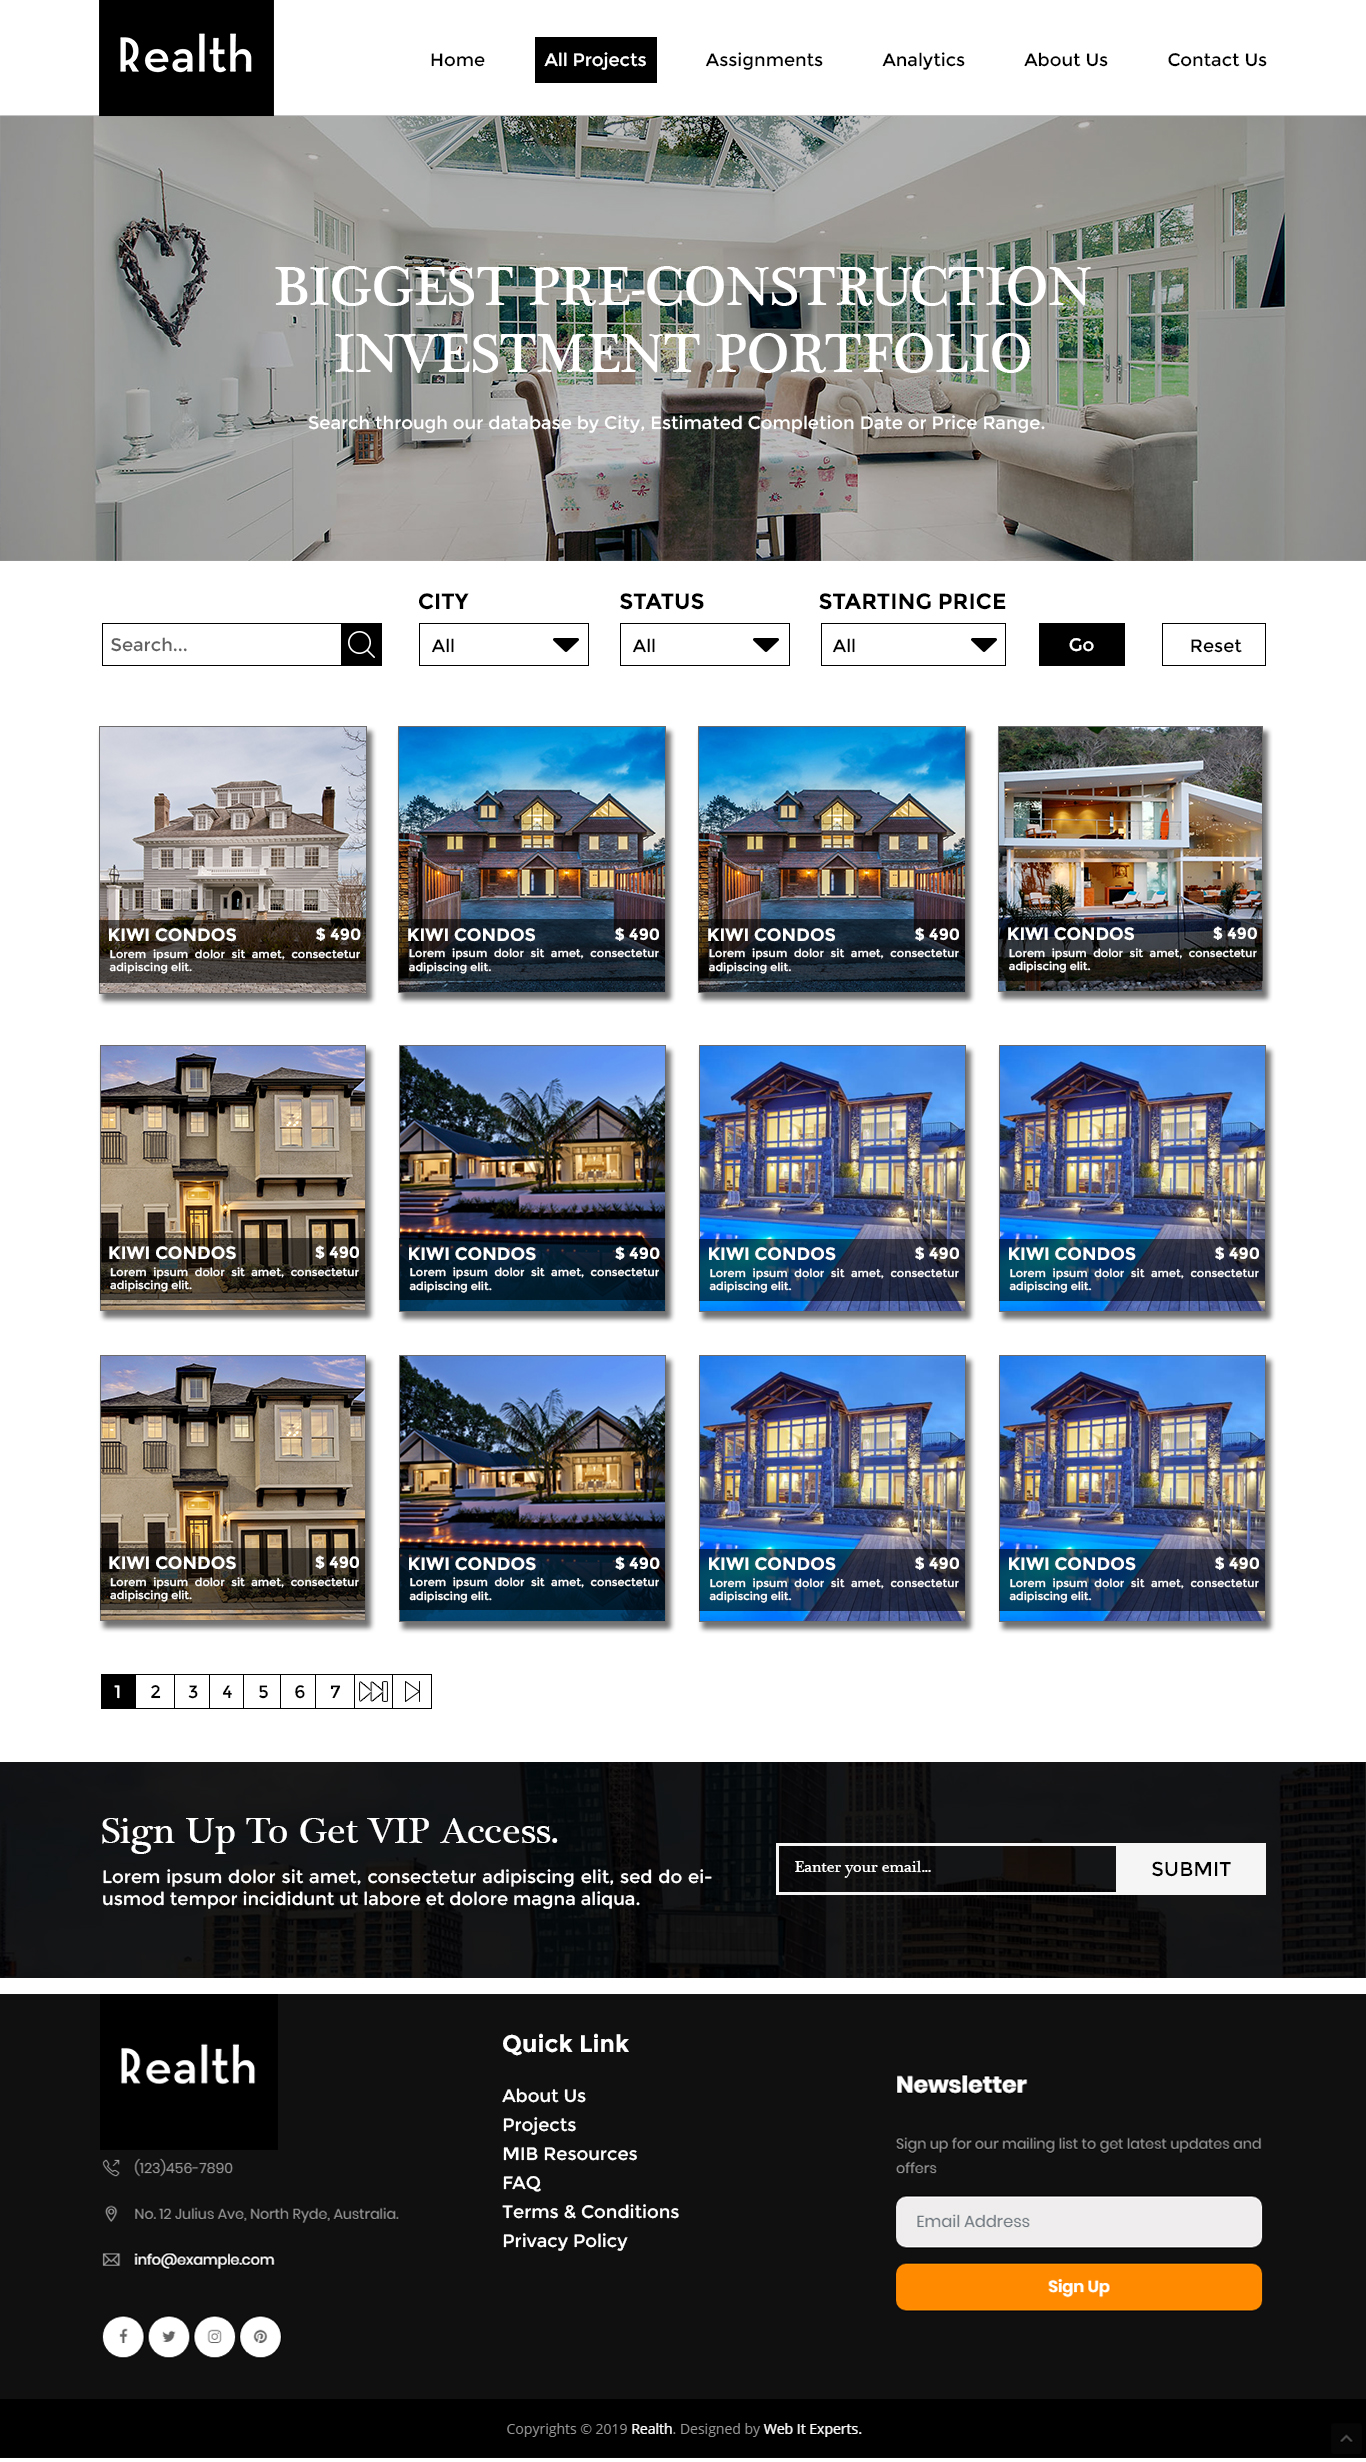 Realth
Home
All Projects
Assignments
Analytics
About Us
Contact Us
BIGGEST PRE-CONSTRUCTION
INVESTMENT PORTFOLIO
Search through our database by City, Estimated Completion Date or Price Range.
CITY
STATUS
STARTING PRICE
Search...
All
All
All
Go
Reset
KIWI CONDOS $ 490
Lorem ipsum dolor sit amet, consectetur
adipiscing elit.
KIWI CONDOS $ 490
Lorem ipsum dolor sit amet, consectetur
adipiscing elit.
KIWI CONDOS $ 490
Lorem ipsum dolor sit amet, consectetur
adipiscing elit.
KIWI CONDOS $ 490
Lorem ipsum dolor sit amet, consectetur
adipiscing elit.
KIWI CONDOS $ 490
Lorem ipsum dolor sit amet, consectetur
adipiscing elit.
KIWI CONDOS $ 490
Lorem ipsum dolor sit amet, consectetur
adipiscing elit.
KIWI CONDOS $ 490
Lorem ipsum dolor sit amet, consectetur
adipiscing elit.
KIWI CONDOS $ 490
Lorem ipsum dolor sit amet, consectetur
adipiscing elit.
KIWI CONDOS $ 490
Lorem ipsum dolor sit amet, consectetur
adipiscing elit.
KIWI CONDOS $ 490
Lorem ipsum dolor sit amet, consectetur
adipiscing elit.
KIWI CONDOS $ 490
Lorem ipsum dolor sit amet, consectetur
adipiscing elit.
KIWI CONDOS $ 490
Lorem ipsum dolor sit amet, consectetur
adipiscing elit.
1 2 3 4 5 6 7
Sign Up To Get VIP Access.
Lorem ipsum dolor sit amet, consectetur adipiscing elit, sed do ei-
usmod tempor incididunt ut labore et dolore magna aliqua.
Eanter your email...
SUBMIT
Realth
(123)456-7890
No. 12 Julius Ave, North Ryde, Australia.
info@example.com
Quick Link
About Us
Projects
MIB Resources
FAQ
Terms & Conditions
Privacy Policy
Newsletter
Sign up for our mailing list to get latest updates and
offers
Email Address
Sign Up
Copyrights © 2019 Realth. Designed by Web It Experts.